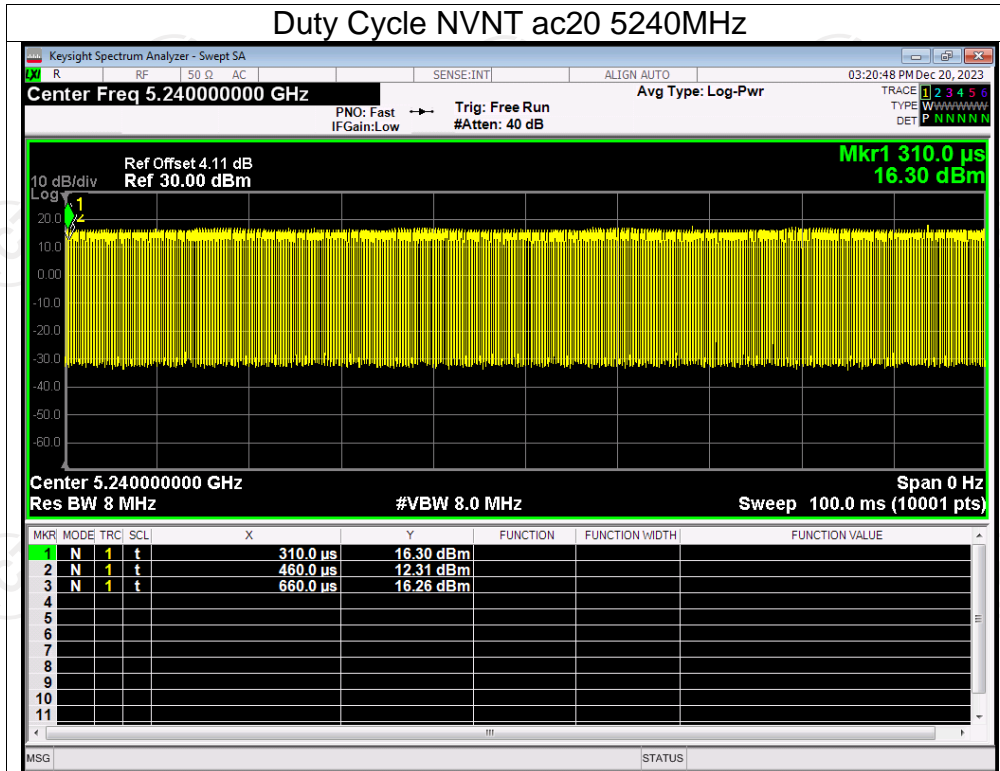 Duty Cycle NVNT ac20 5240MHz
Keysight Spectrum Analyzer - Swept SA
LXI R RF 50 Ω AC SENSE:INT ALIGN AUTO 03:20:48 PM Dec 20, 2023
Center Freq 5.240000000 GHz Avg Type: Log-Pwr TRACE 1 2 3 4 5 6
PNO: Fast Trig: Free Run TYPE WWWWWW
IFGain:Low #Atten: 40 dB DET P N N N N N
Mkr1 310.0 µs
Ref Offset 4.11 dB
10 dB/div Ref 30.00 dBm 16.30 dBm
Log
1
20.0
2
10.0
0.00
-10.0
-20.0
-30.0
-40.0
-50.0
-60.0
Center 5.240000000 GHz Span 0 Hz
Res BW 8 MHz #VBW 8.0 MHz Sweep 100.0 ms (10001 pts)
MKR MODE TRC SCL X Y FUNCTION FUNCTION WIDTH FUNCTION VALUE
1 N 1 t 310.0 µs 16.30 dBm
2 N 1 t 460.0 µs 12.31 dBm
3 N 1 t 660.0 µs 16.26 dBm
4
5
6
7
8
9
10
11
MSG STATUS